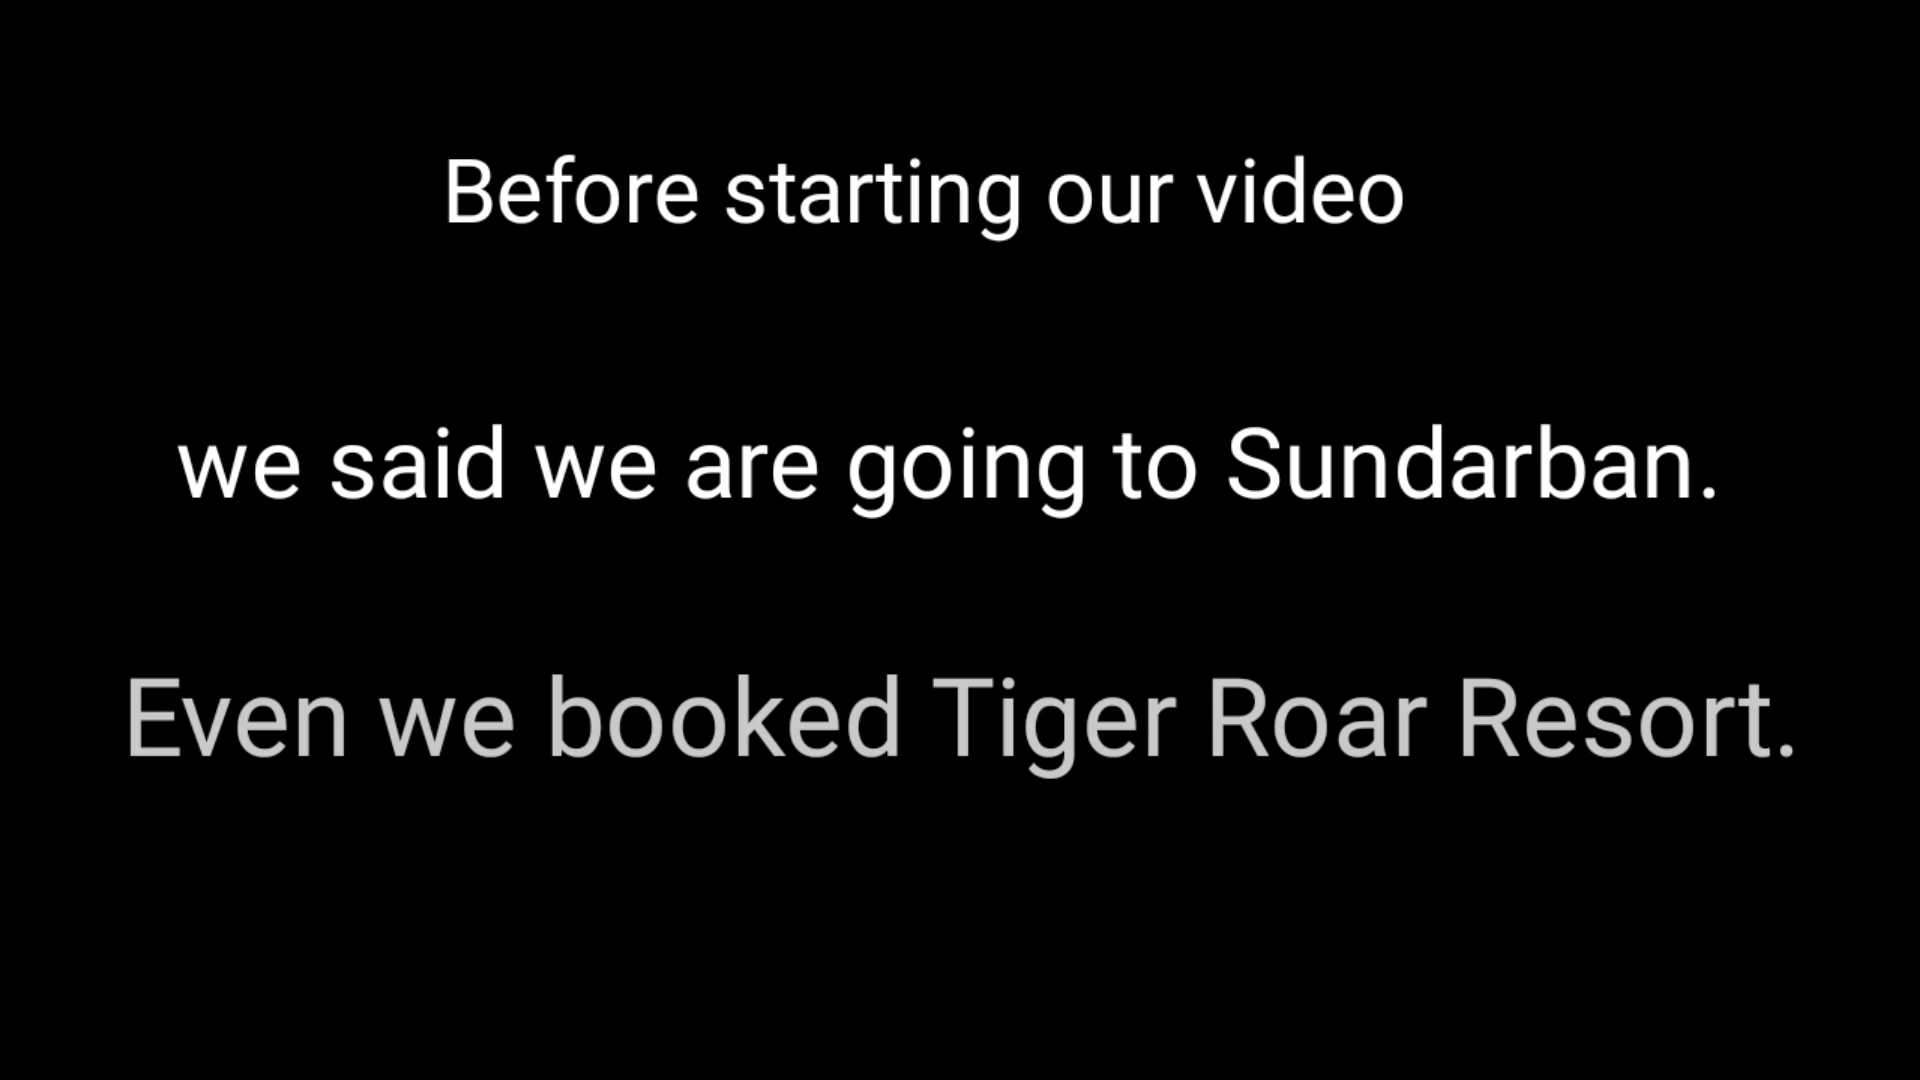 Before starting our video
we said we are going to Sundarban.
Even we booked Tiger Roar Resort.